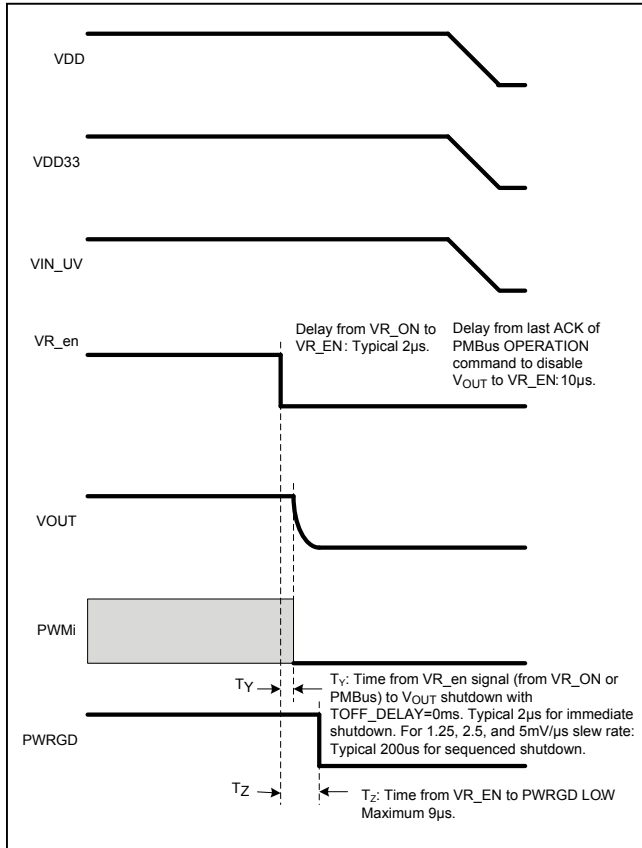 VDD
VDD33
VIN_UV
VR_en
Delay from VR_ON to
VR_EN: Typical 2µs.
Delay from last ACK of
PMBus OPERATION
command to disable
VOUT to VR_EN:10µs.
VOUT
PWMi
TY
TY: Time from VR_en signal (from VR_ON or
PMBus) to VOUT shutdown with
TOFF_DELAY=0ms. Typical 2µs for immediate
shutdown. For 1.25, 2.5, and 5mV/µs slew rate:
Typical 200us for sequenced shutdown.
PWRGD
TZ
TZ: Time from VR_EN to PWRGD LOW
Maximum 9µs.